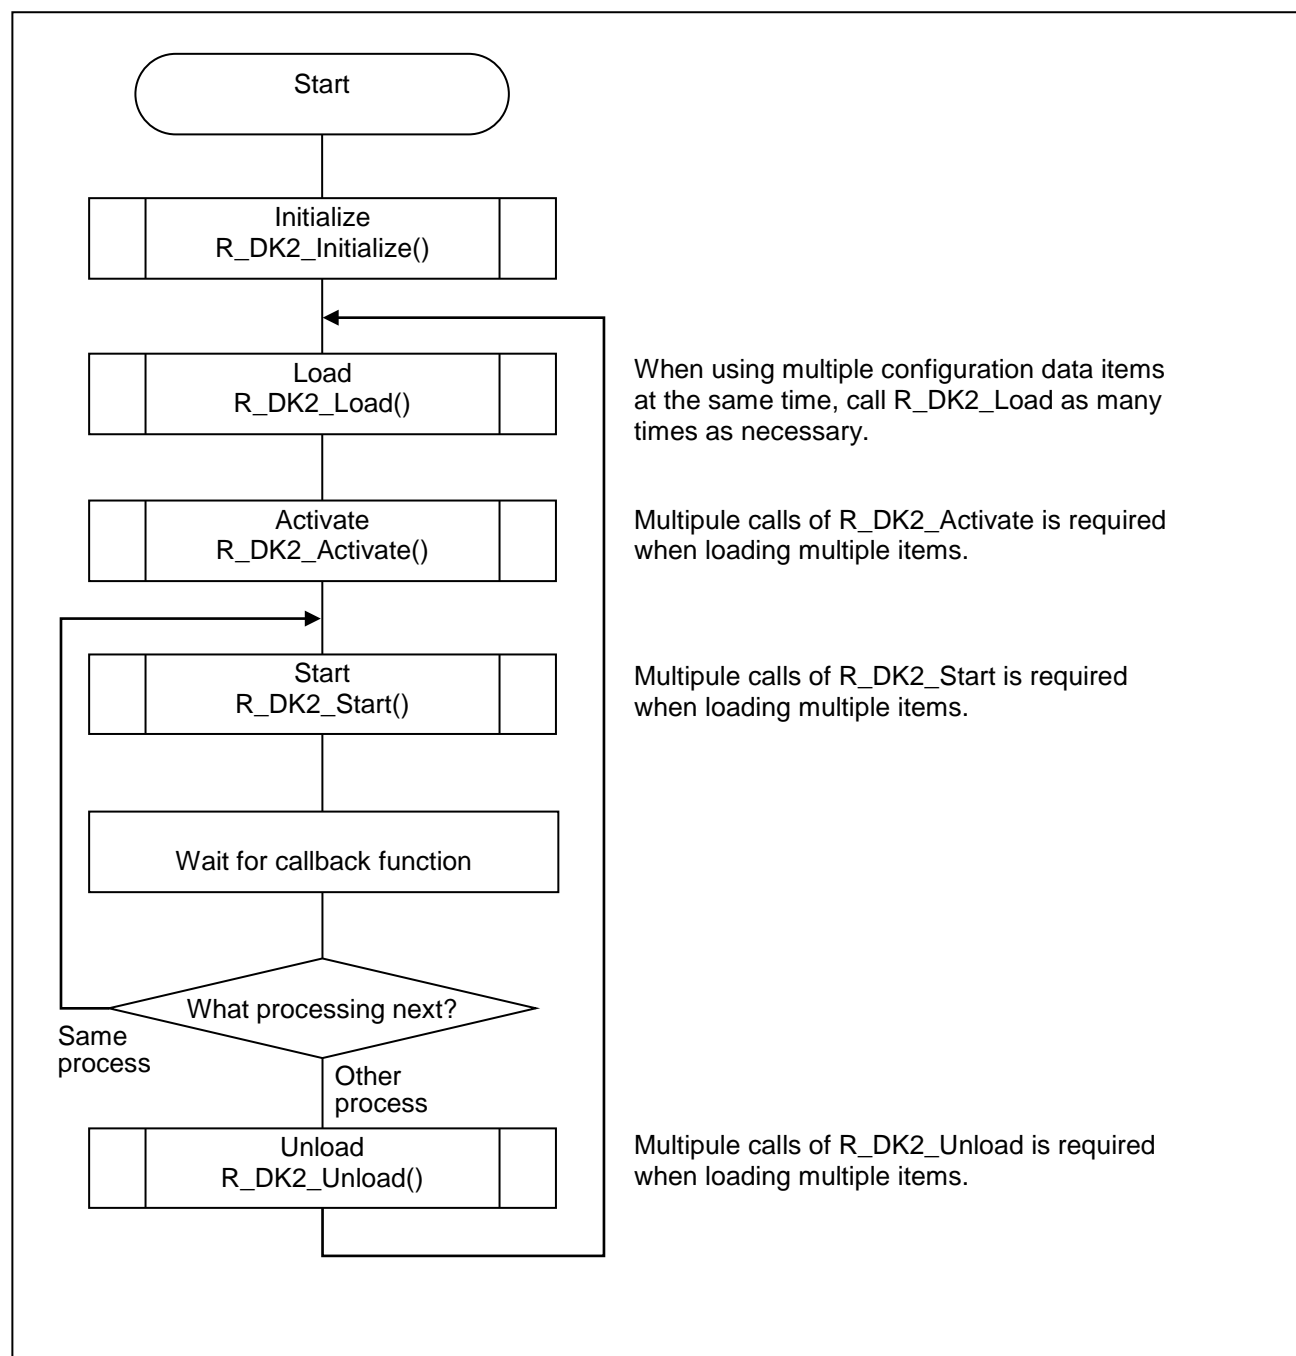 Start
Initialize
R_DK2_Initialize()
Load
R_DK2_Load()
When using multiple configuration data items
at the same time, call R_DK2_Load as many
times as necessary.
Activate
R_DK2_Activate()
Multipule calls of R_DK2_Activate is required
when loading multiple items.
Start
R_DK2_Start()
Multipule calls of R_DK2_Start is required
when loading multiple items.
Wait for callback function
What processing next?
Same
process
Other
process
Unload
R_DK2_Unload()
Multipule calls of R_DK2_Unload is required
when loading multiple items.